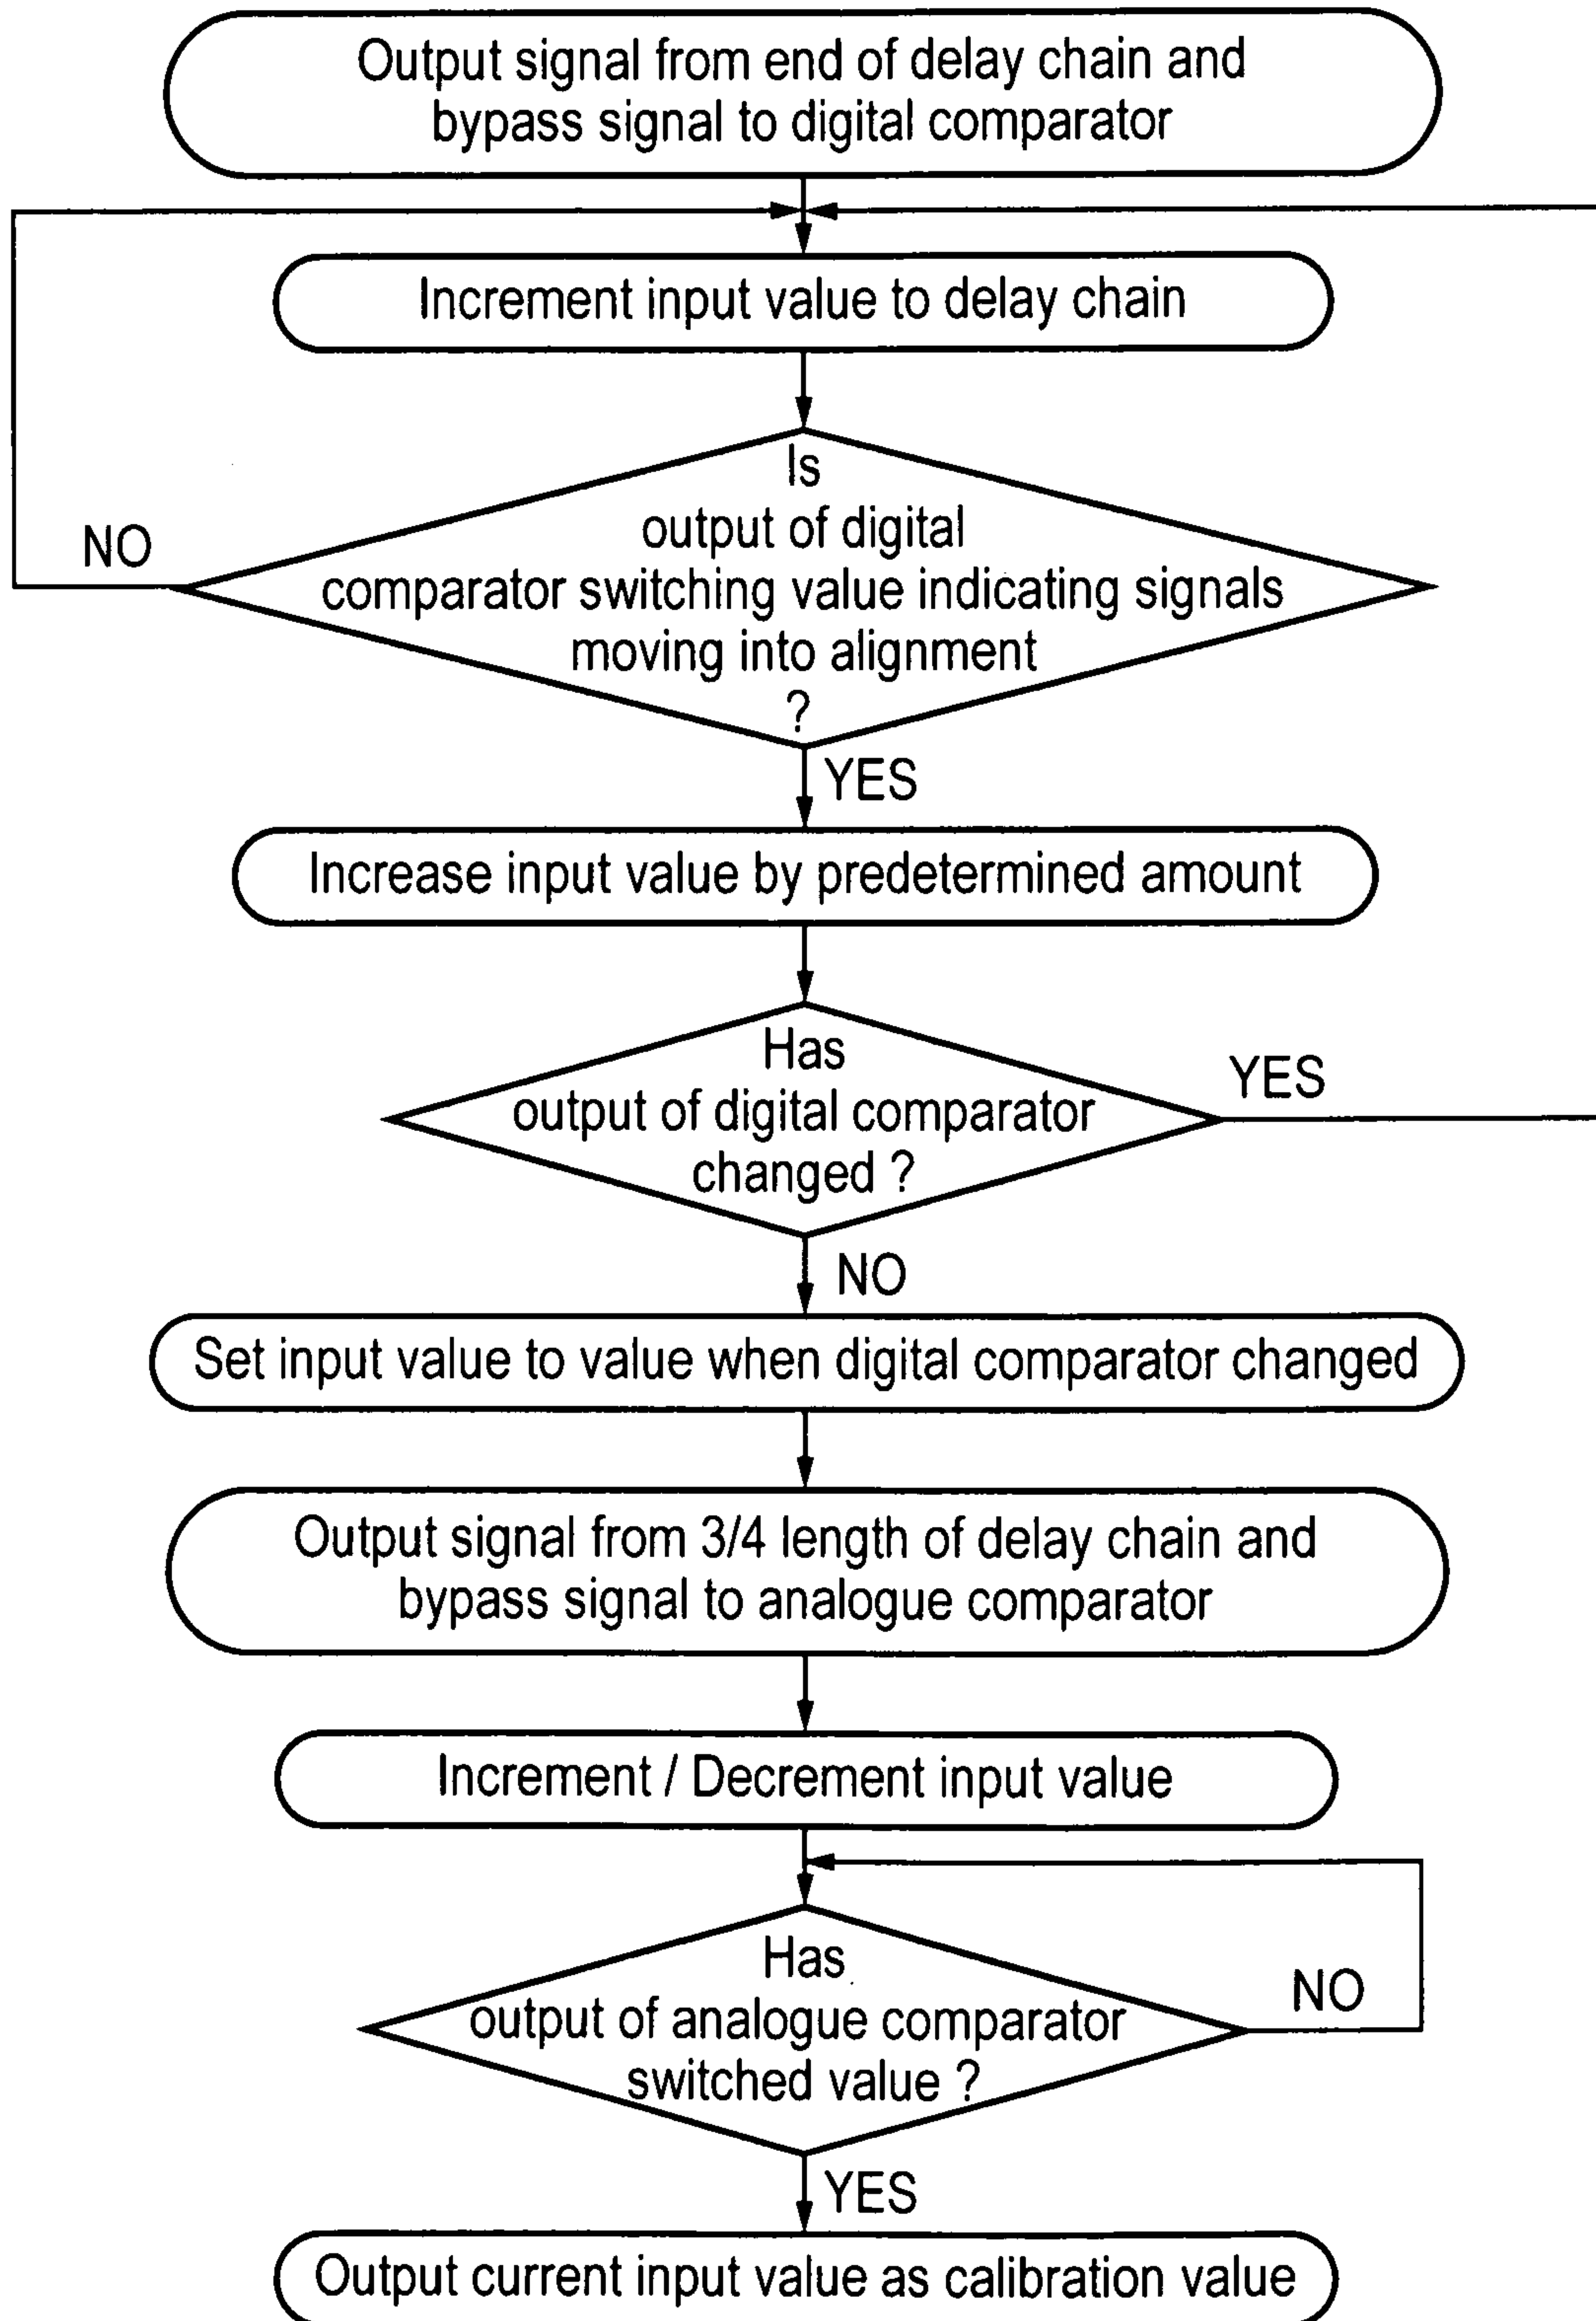 Output signal from end of delay chain and
bypass signal to digital comparator
Increment input value to delay chain
Is
output of digital
comparator switching value indicating signals
moving into alignment
?
NO
YES
Increase input value by predetermined amount
Has
output of digital comparator
changed ?
YES
NO
Set input value to value when digital comparator changed
Output signal from 3/4 length of delay chain and
bypass signal to analogue comparator
Increment / Decrement input value
Has
output of analogue comparator
switched value ?
NO
YES
Output current input value as calibration value